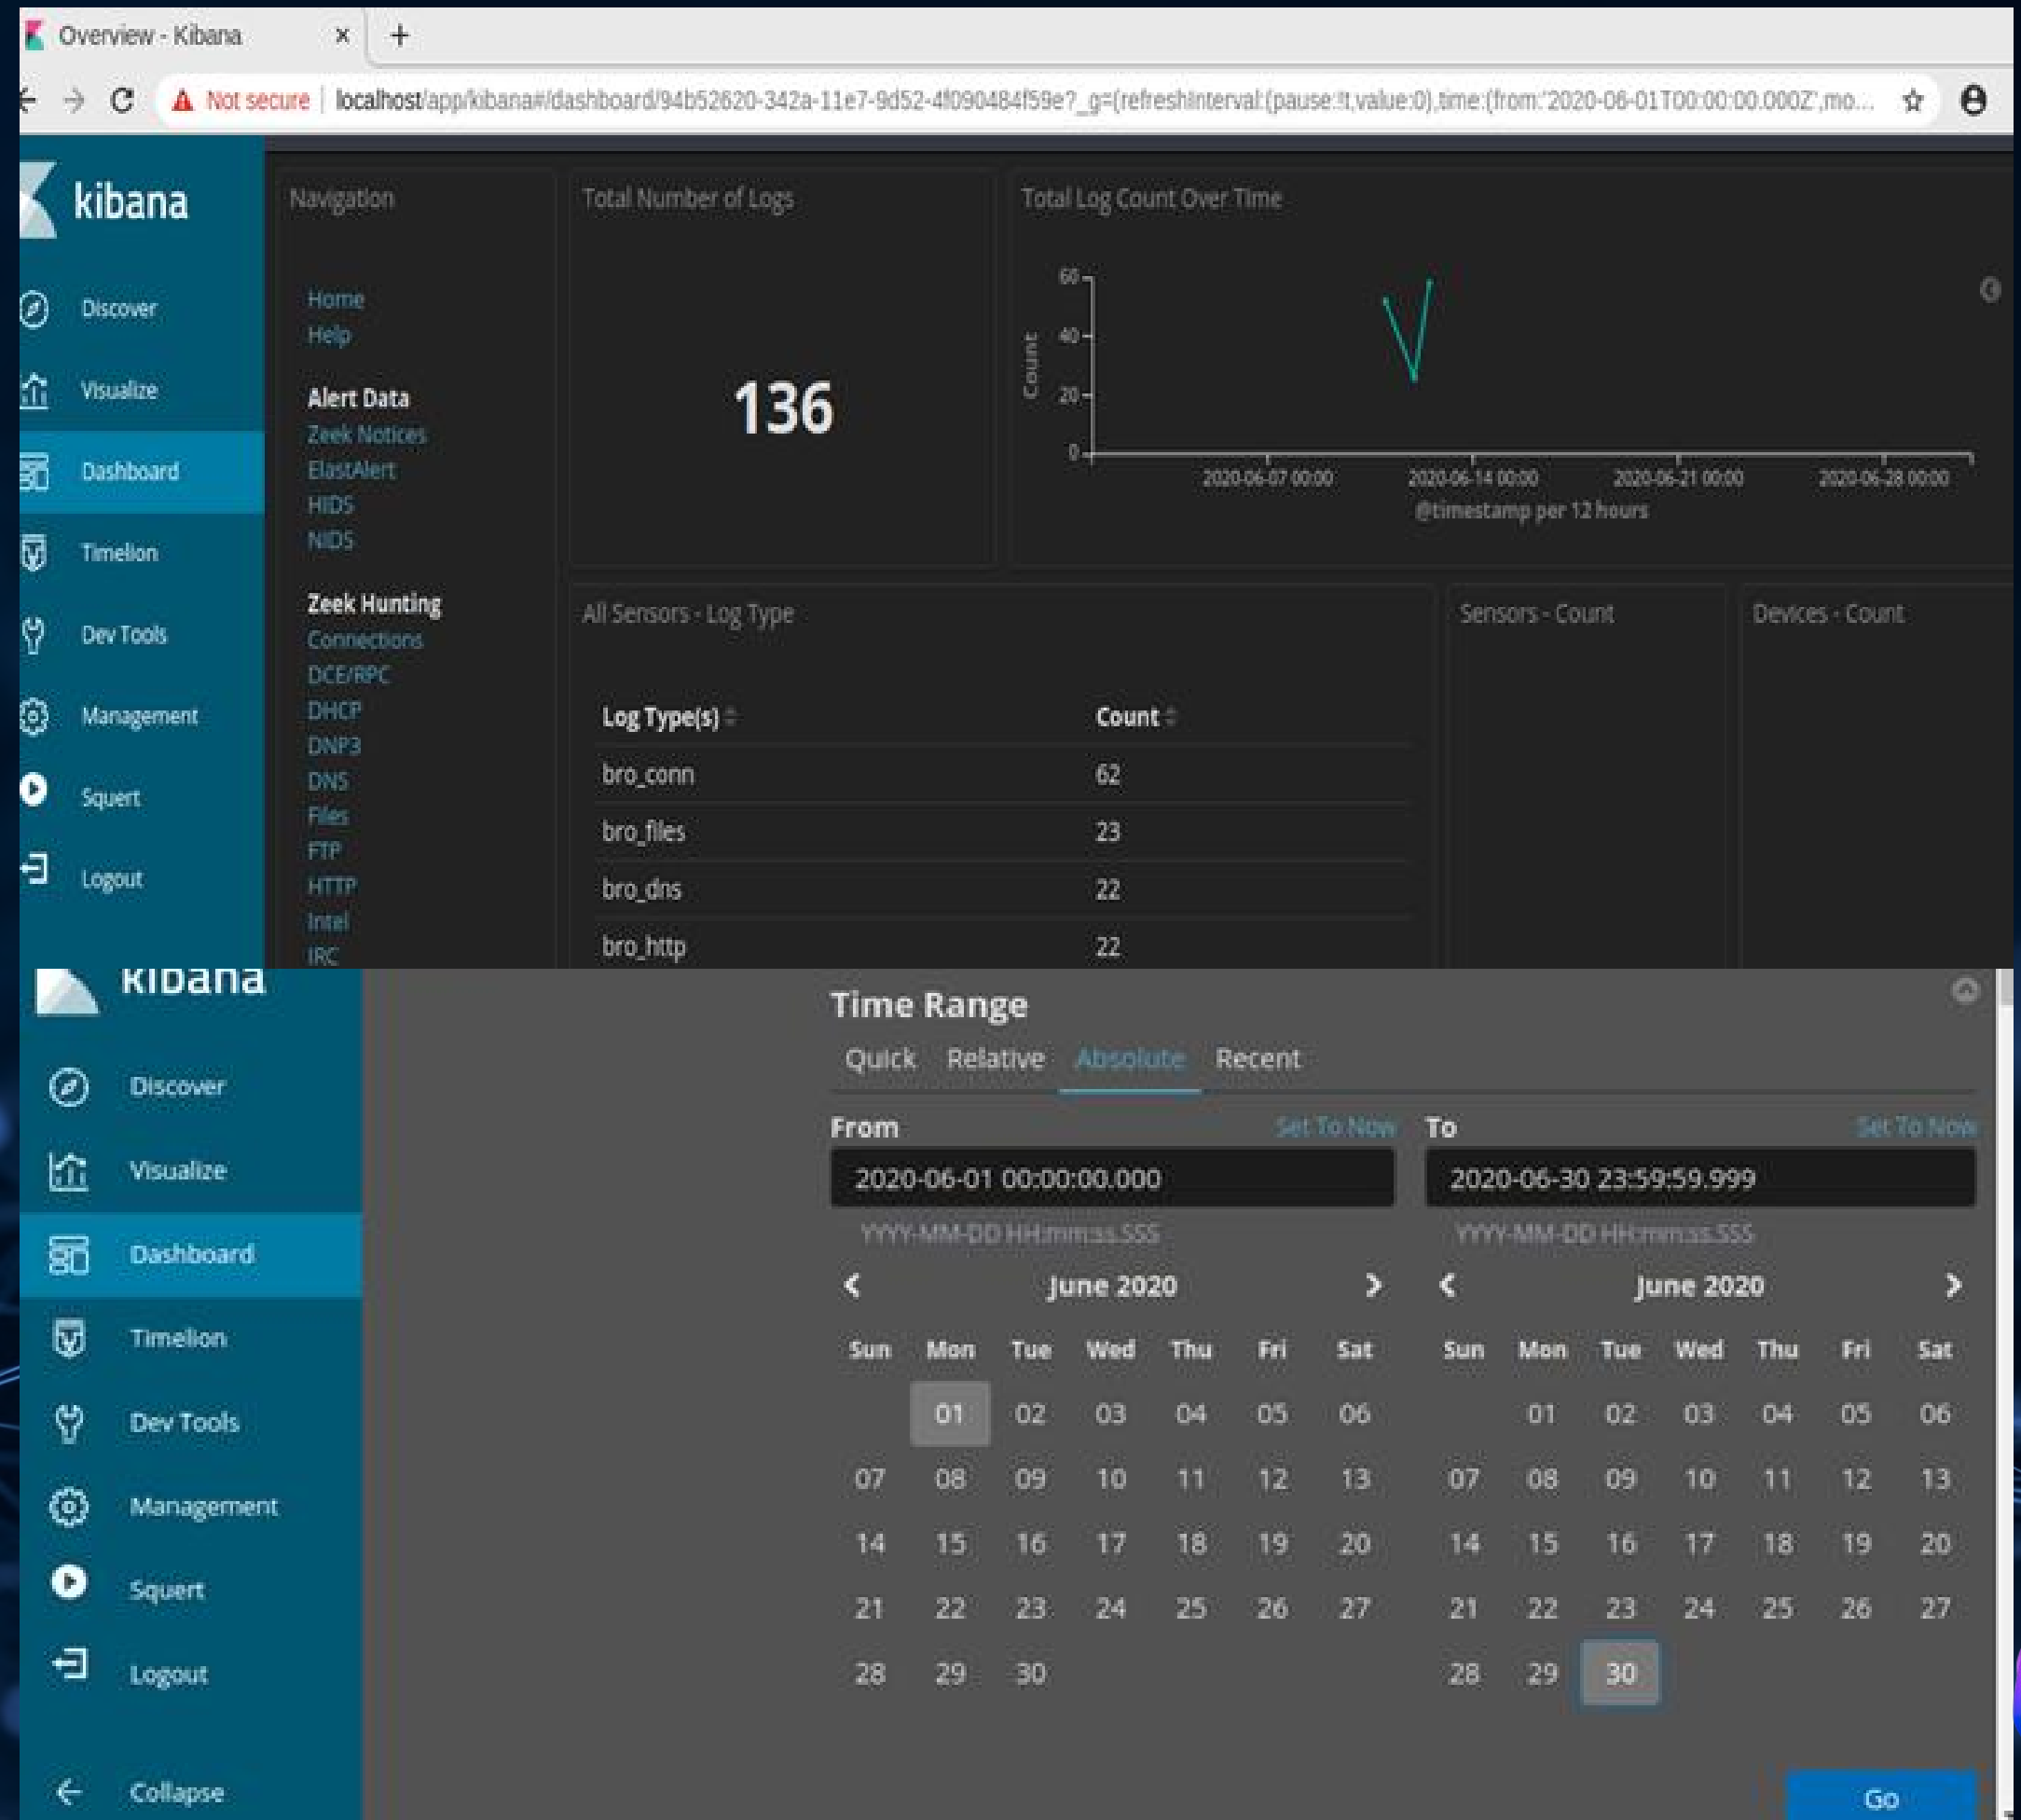 Overview - Kibana
Not secure | localhost/app/kibana#/dashboard/94b52620-342a-11e7-9d52-4f090484f59e?_g=(refreshInterval:(pause:!t,value:0),time:(from:'2020-06-01T00:00:00.000Z',mo...
kibana
Discover
Visualize
Dashboard
Timelion
Dev Tools
Management
Squert
Logout
Navigation
Home
Help
Alert Data
Zeek Notices
ElastAlert
HIDS
NIDS
Zeek Hunting
Connections
DCE/RPC
DHCP
DNP3
DNS
Files
FTP
HTTP
Intel
IRC
Total Number of Logs
136
Total Log Count Over Time
60
40
20
0
Count
2020-06-07 00:00 2020-06-14 00:00 2020-06-21 00:00 2020-06-28 00:00
@timestamp per 12 hours
All Sensors - Log Type
Log Type(s) Count
bro_conn 62
bro_files 23
bro_dns 22
bro_http 22
Sensors - Count
Devices - Count
kibana
Discover
Visualize
Dashboard
Timelion
Dev Tools
Management
Squert
Logout
Collapse
Time Range
Quick Relative Absolute Recent
From Set To Now
2020-06-01 00:00:00.000
YYYY-MM-DD HH:mm:ss.SSS
June 2020
Sun Mon Tue Wed Thu Fri Sat
01 02 03 04 05 06
07 08 09 10 11 12 13
14 15 16 17 18 19 20
21 22 23 24 25 26 27
28 29 30
To Set To Now
2020-06-30 23:59:59.999
YYYY-MM-DD HH:mm:ss.SSS
June 2020
Sun Mon Tue Wed Thu Fri Sat
01 02 03 04 05 06
07 08 09 10 11 12 13
14 15 16 17 18 19 20
21 22 23 24 25 26 27
28 29 30
Go